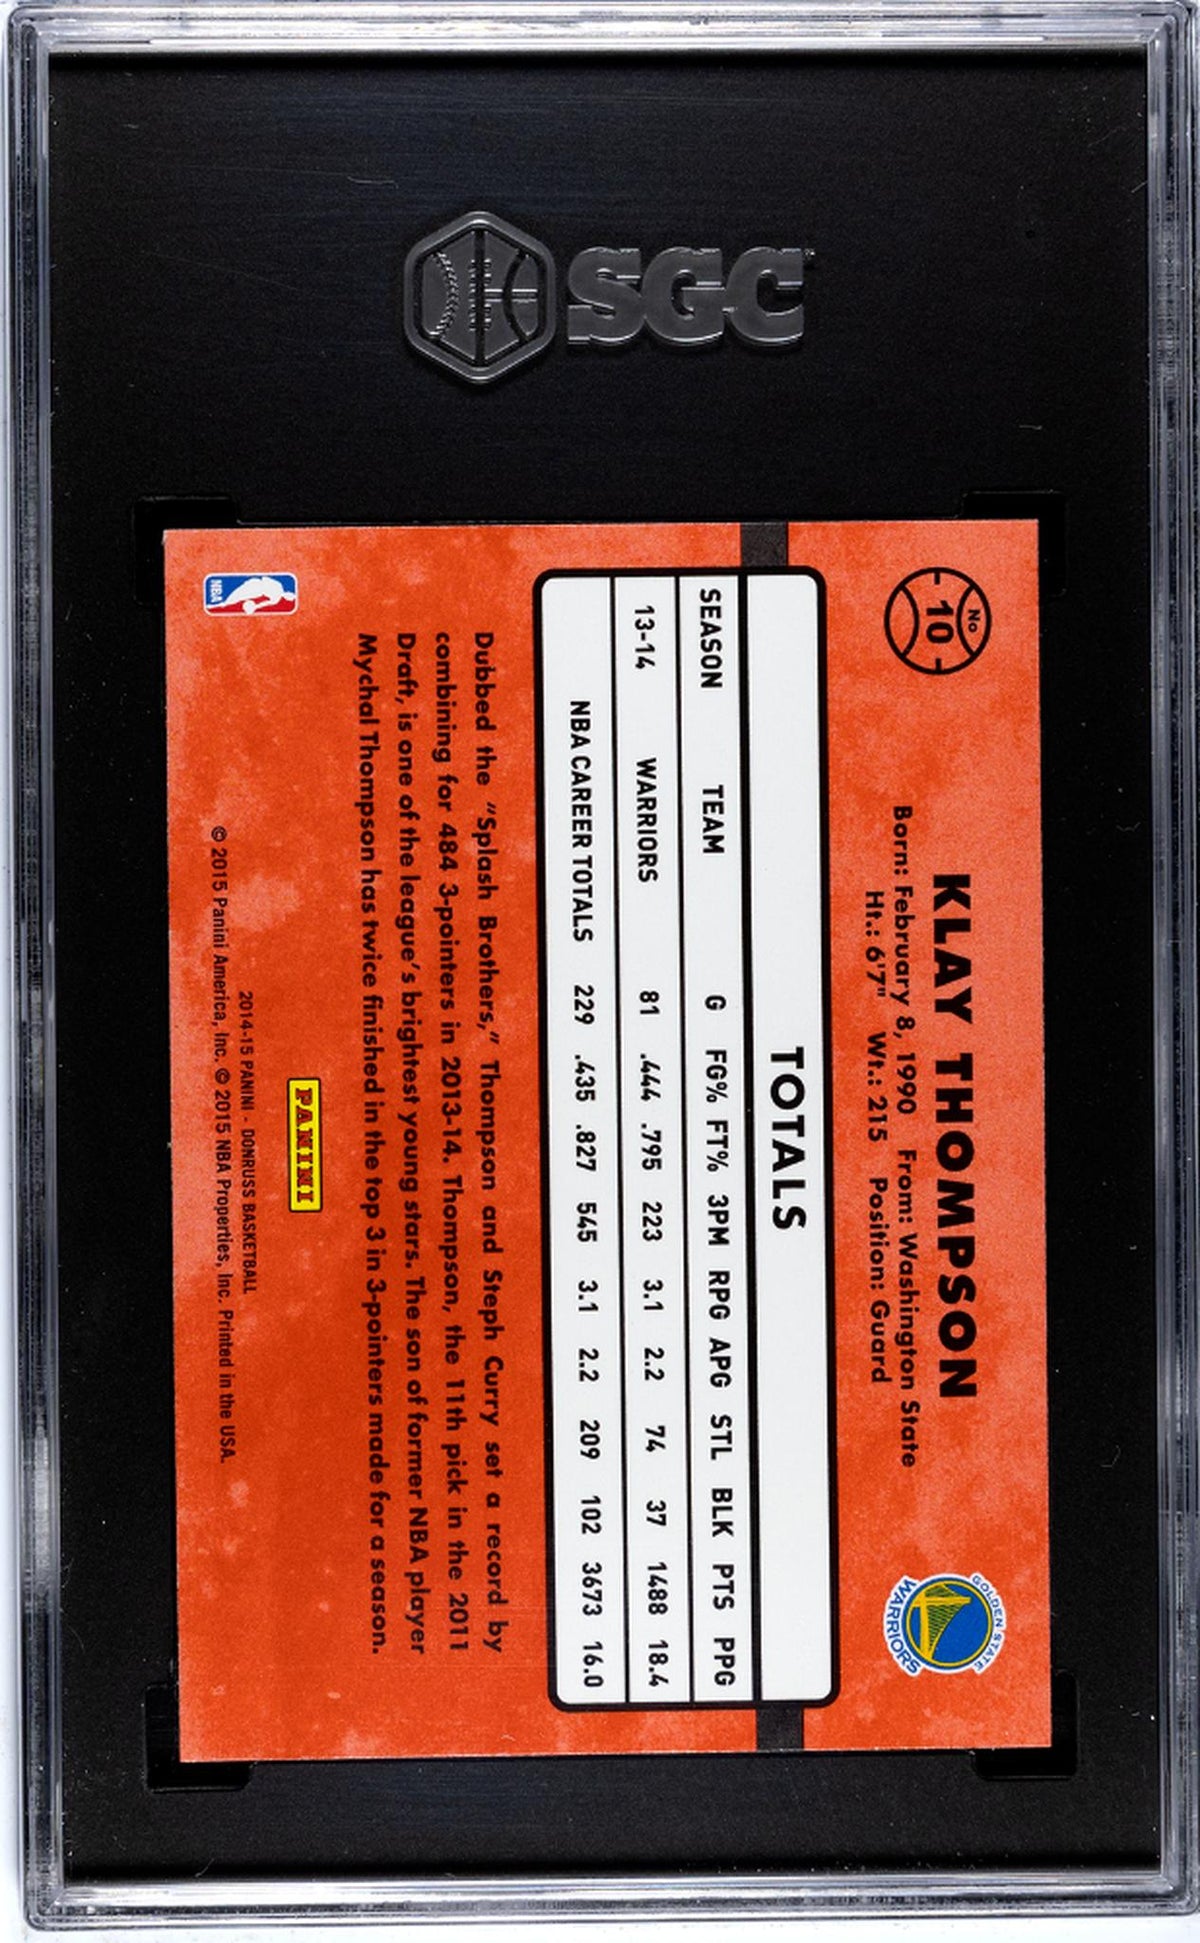 SGC
No
10
KLAY THOMPSON
Born: February 8, 1990 From: Washington State
Ht.: 6'7" Wt.: 215 Position: Guard
GOLDEN STATE
WARRIORS
TOTALS
SEASON TEAM G FG% FT% 3PM RPG APG STL BLK PTS PPG
13-14 WARRIORS 81 .444 .795 223 3.1 2.2 74 37 1488 18.4
NBA CAREER TOTALS 229 .435 .827 545 3.1 2.2 209 102 3673 16.0
Dubbed the "Splash Brothers," Thompson and Steph Curry set a record by
combining for 484 3-pointers in 2013-14. Thompson, the 11th pick in the 2011
Draft, is one of the league's brightest young stars. The son of former NBA player
Mychal Thompson has twice finished in the top 3 in 3-pointers made for a season.
PANINI
NBA
2014-15 PANINI - DONRUSS BASKETBALL
© 2015 Panini America, Inc. © 2015 NBA Properties, Inc. Printed in the USA.